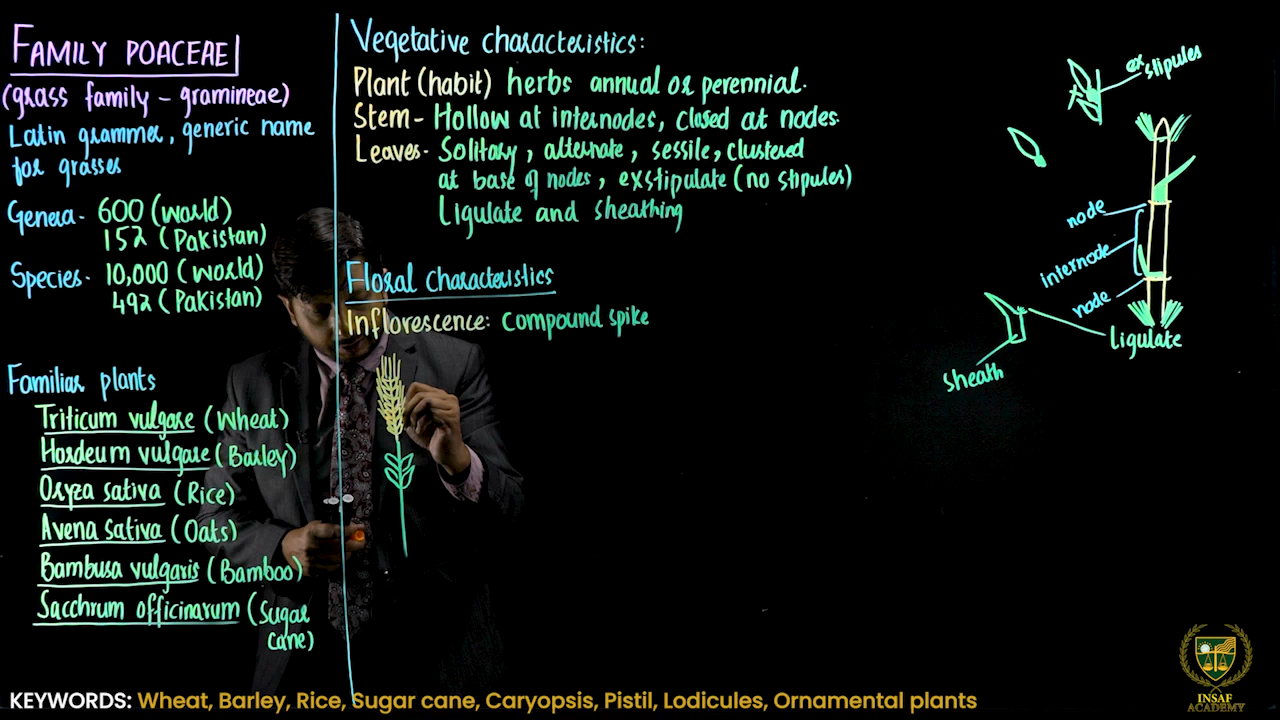 FAMILY POACEAE
(grass family - gramineae)
Latin grammer, generic name
for grasses
Genera- 600 (world)
152 (Pakistan)
Species- 10,000 (world)
492 (Pakistan)
Familiar plants
Triticum vulgare (Wheat)
Hordeum vulgare (Barley)
Oryza sativa (Rice)
Avena sativa (Oats)
Bambusa vulgaris (Bamboo)
Sacchrum officinarum (Sugar
cane)
Vegetative characteristics:
Plant (habit) herbs annual or perennial.
Stem- Hollow at internodes, closed at nodes.
Leaves- Solitary, alternate, sessile, clustered
at base of nodes, exstipulate (no stipules)
Ligulate and sheathing
Floral characteristics
Inflorescence: compound spike
ex stipules
node
internode
node
Ligulate
sheath
INSAF
ACADEMY
KEYWORDS: Wheat, Barley, Rice, Sugar cane, Caryopsis, Pistil, Lodicules, Ornamental plants